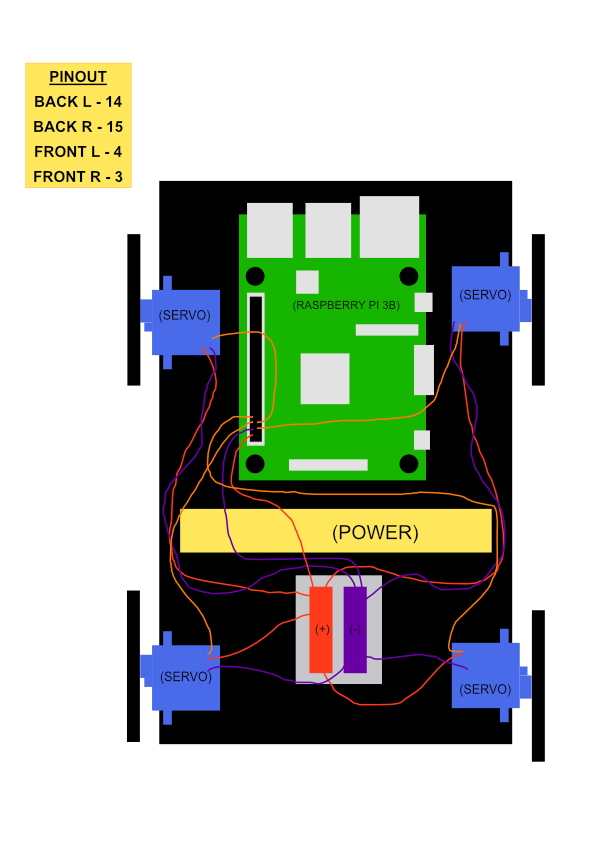 PINOUT
BACK L - 14
BACK R - 15
FRONT L - 4
FRONT R - 3
(SERVO)
(RASPBERRY PI 3B)
(SERVO)
(POWER)
(+) (-)
(SERVO)
(SERVO)